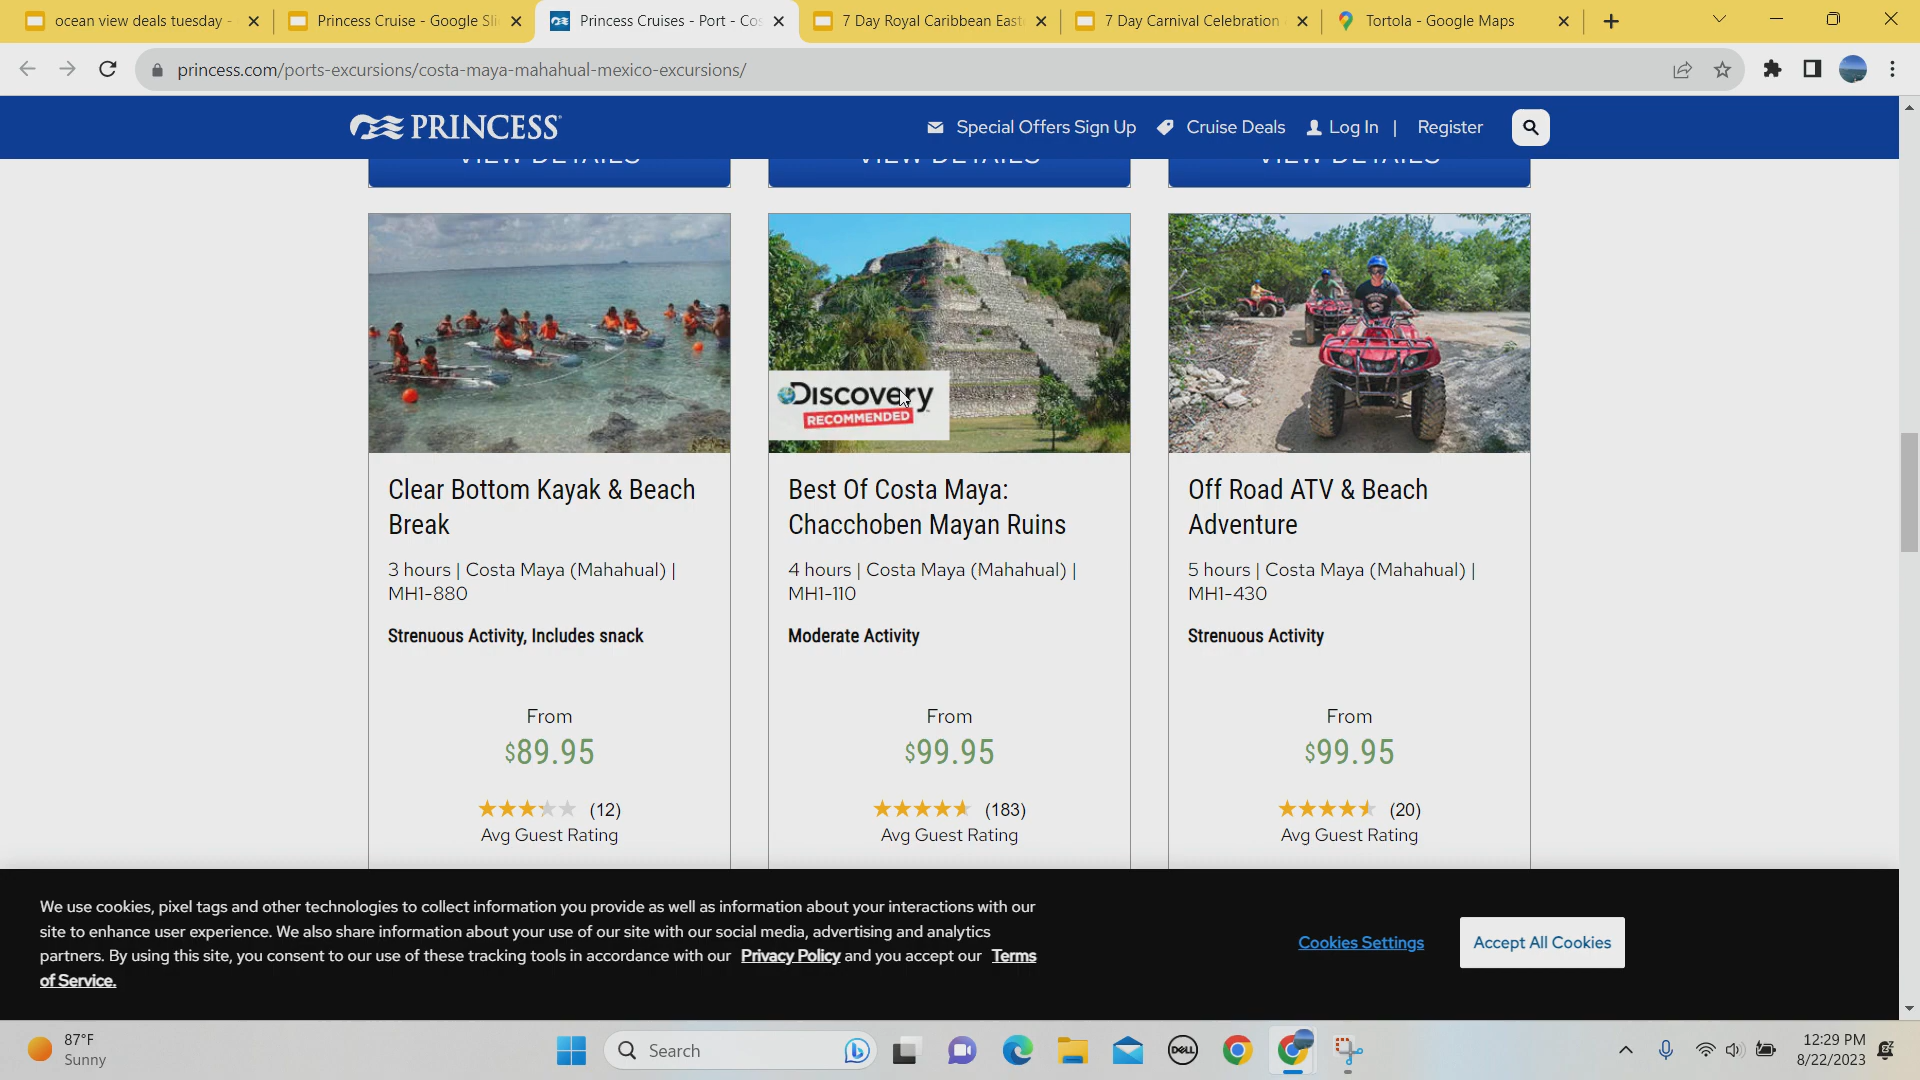 ocean view deals tuesday -
Princess Cruise - Google Sli
Princess Cruises - Port - Cos
7 Day Royal Caribbean Easte
7 Day Carnival Celebration
Tortola - Google Maps
princess.com/ports-excursions/costa-maya-mahahual-mexico-excursions/
PRINCESS
Special Offers Sign Up
Cruise Deals
Log In |
Register
VIEW DETAILS
VIEW DETAILS
VIEW DETAILS
Discovery
RECOMMENDED
Clear Bottom Kayak & Beach
Break
3 hours | Costa Maya (Mahahual) |
MH1-880
Strenuous Activity, Includes snack
From
$89.95
(12)
Avg Guest Rating
Best Of Costa Maya:
Chacchoben Mayan Ruins
4 hours | Costa Maya (Mahahual) |
MH1-110
Moderate Activity
From
$99.95
(183)
Avg Guest Rating
Off Road ATV & Beach
Adventure
5 hours | Costa Maya (Mahahual) |
MH1-430
Strenuous Activity
From
$99.95
(20)
Avg Guest Rating
We use cookies, pixel tags and other technologies to collect information you provide as well as information about your interactions with our
site to enhance user experience. We also share information about your use of our site with our social media, advertising and analytics
partners. By using this site, you consent to our use of these tracking tools in accordance with our Privacy Policy and you accept our Terms
of Service.
Cookies Settings
Accept All Cookies
87°F
Sunny
Search
DELL
12:29 PM
8/22/2023